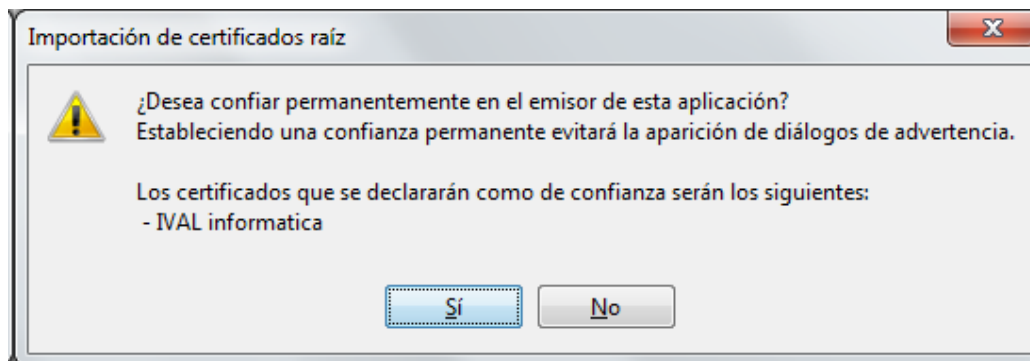 Importación de certificados raíz
¿Desea confiar permanentemente en el emisor de esta aplicación?
Estableciendo una confianza permanente evitará la aparición de diálogos de advertencia.
Los certificados que se declararán como de confianza serán los siguientes:
- IVAL informatica
Sí
No